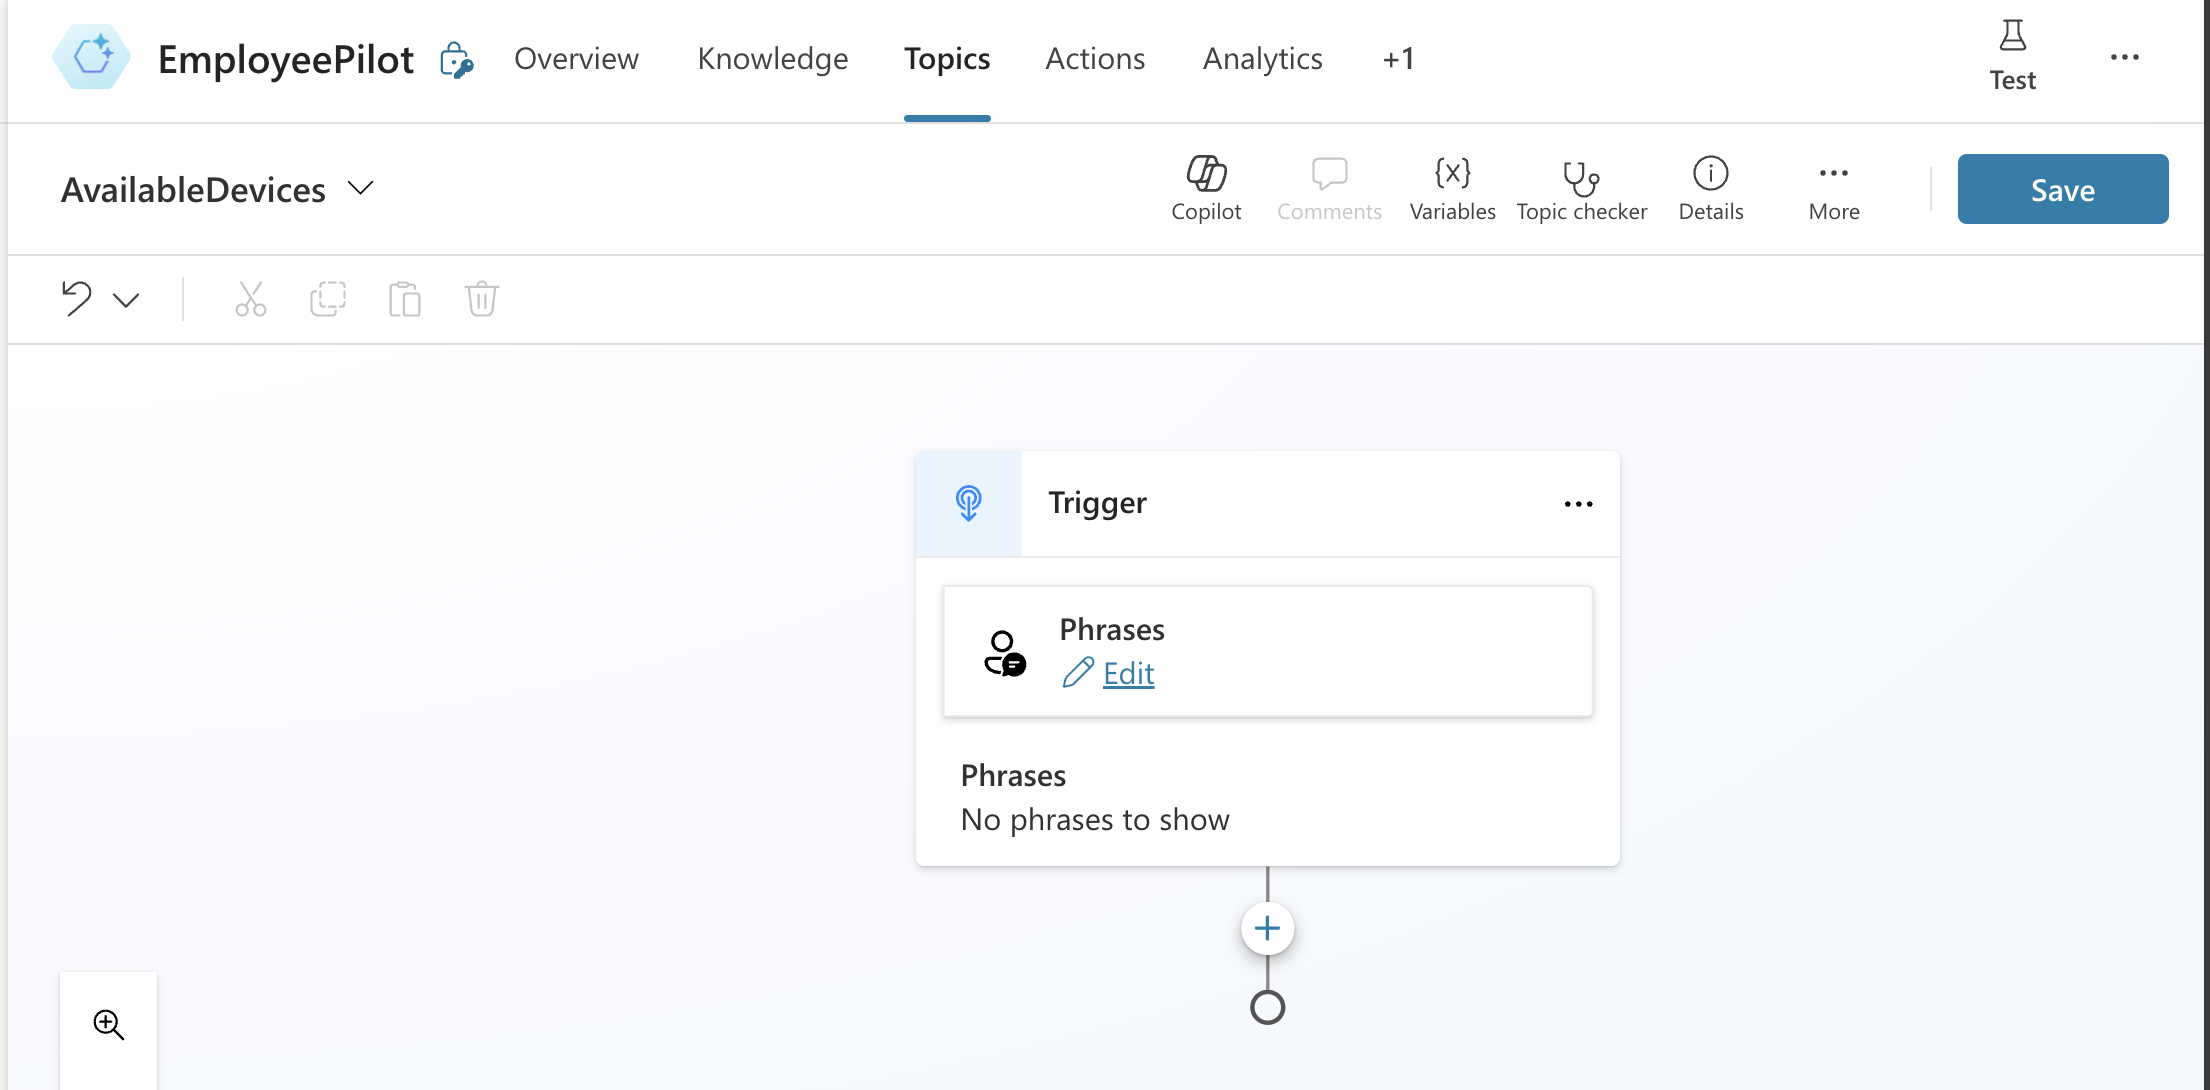 EmployeePilot
Overview
Knowledge
Topics
Actions
Analytics
+1
Test
AvailableDevices
Copilot
Comments
{x}
Variables
Topic checker
Details
More
Save
Trigger
Phrases
Edit
Phrases
No phrases to show